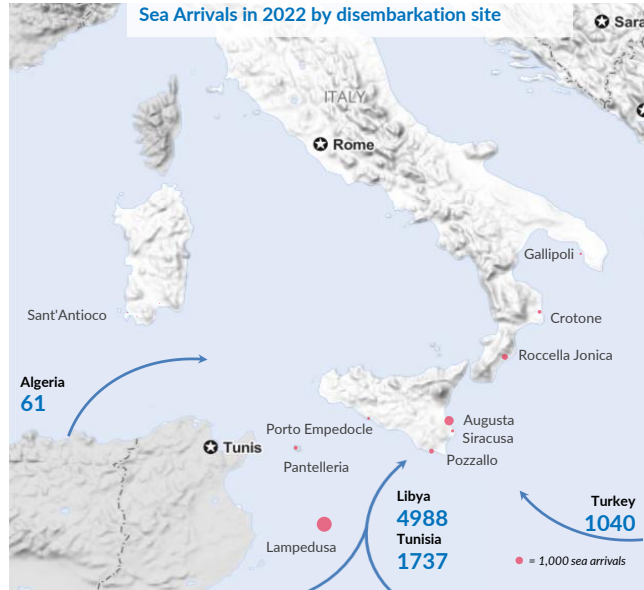 Sea Arrivals in 2022 by disembarkation site
Sara
ITALY
Rome
Gallipoli
Sant'Antioco
Crotone
Roccella Jonica
Algeria
61
Porto Empedocle
Augusta
Siracusa
Tunis
Pozzallo
Pantelleria
Libya
4988
Tunisia
1737
Turkey
1040
Lampedusa
= 1,000 sea arrivals